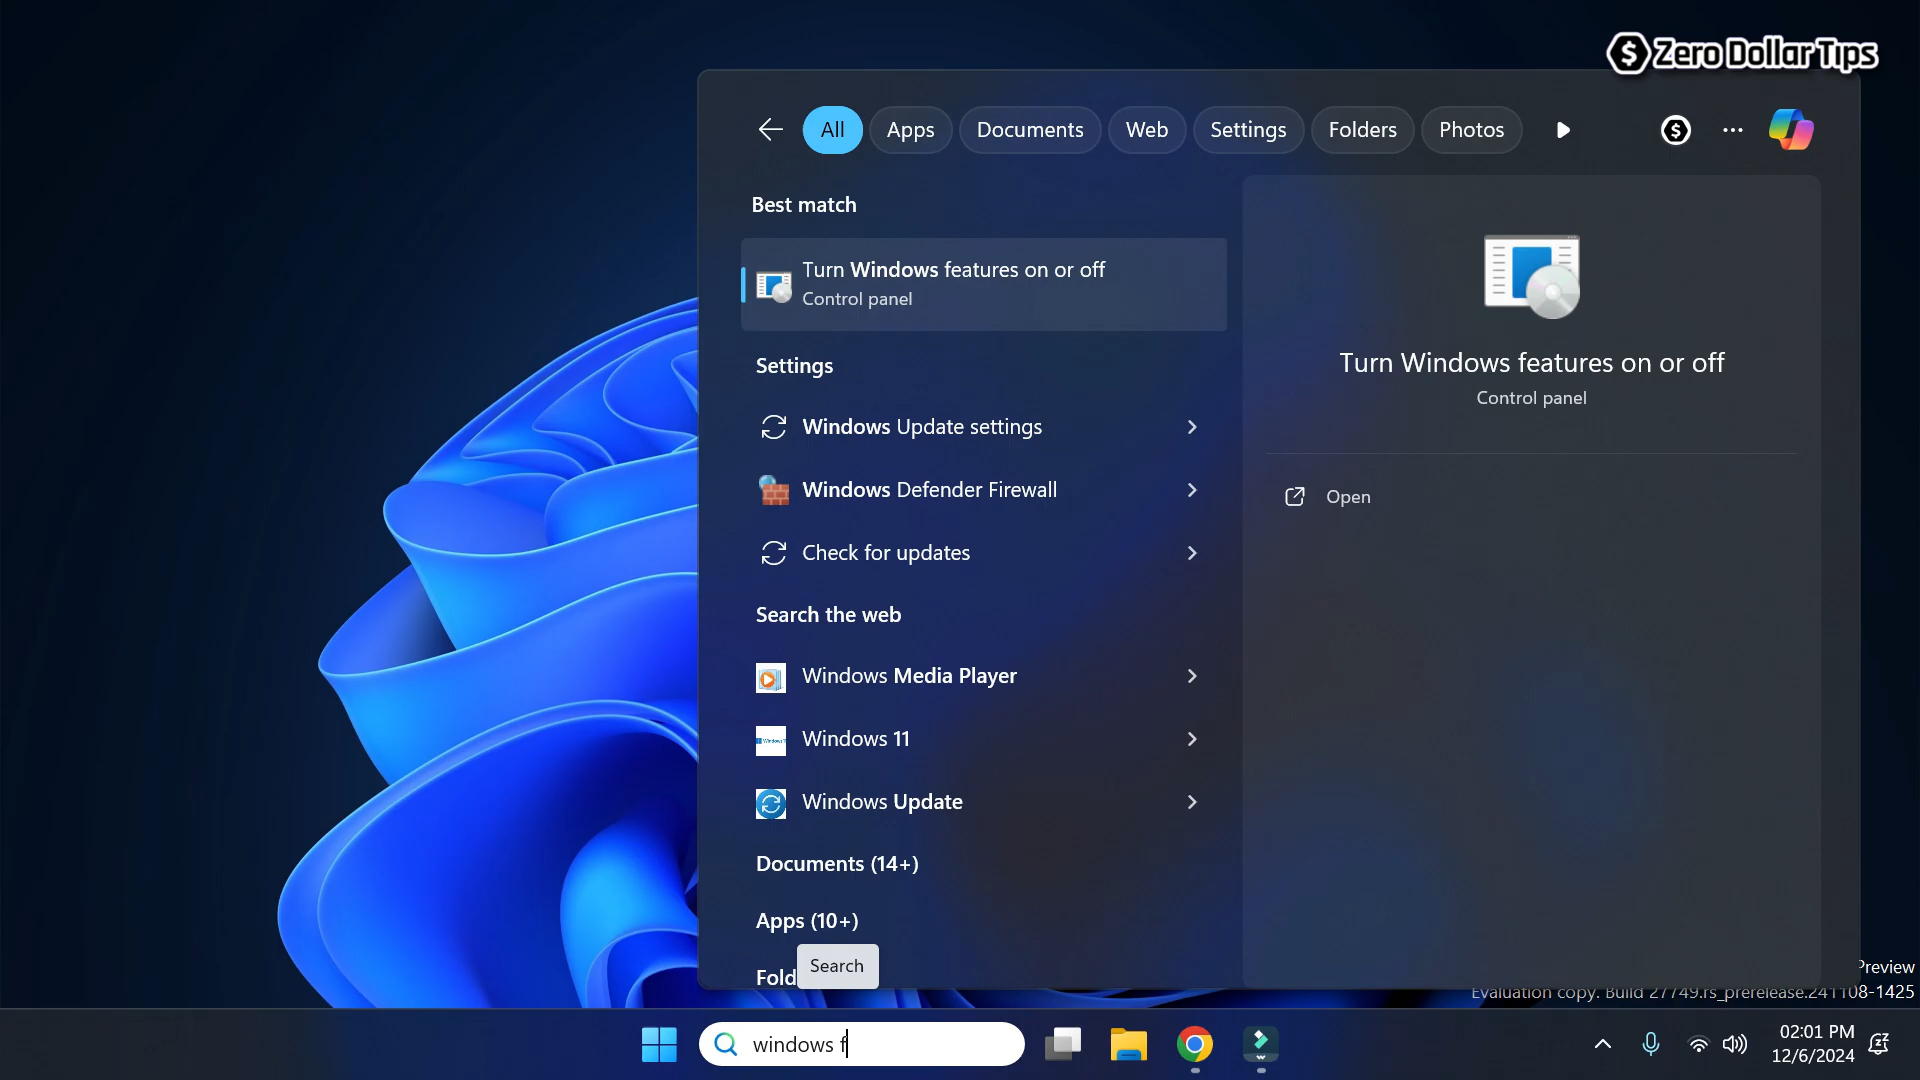 Zero Dollar Tips
All
Apps
Documents
Web
Settings
Folders
Photos
Best match
Turn Windows features on or off
Control panel
Settings
Windows Update settings
Windows Defender Firewall
Check for updates
Search the web
Windows Media Player
Windows 11
Windows Update
Documents (14+)
Apps (10+)
Fold
Search
Turn Windows features on or off
Control panel
Open
Preview
Evaluation copy. Build 27749.rs_prerelease.241108-1425
windows f
02:01 PM
12/6/2024